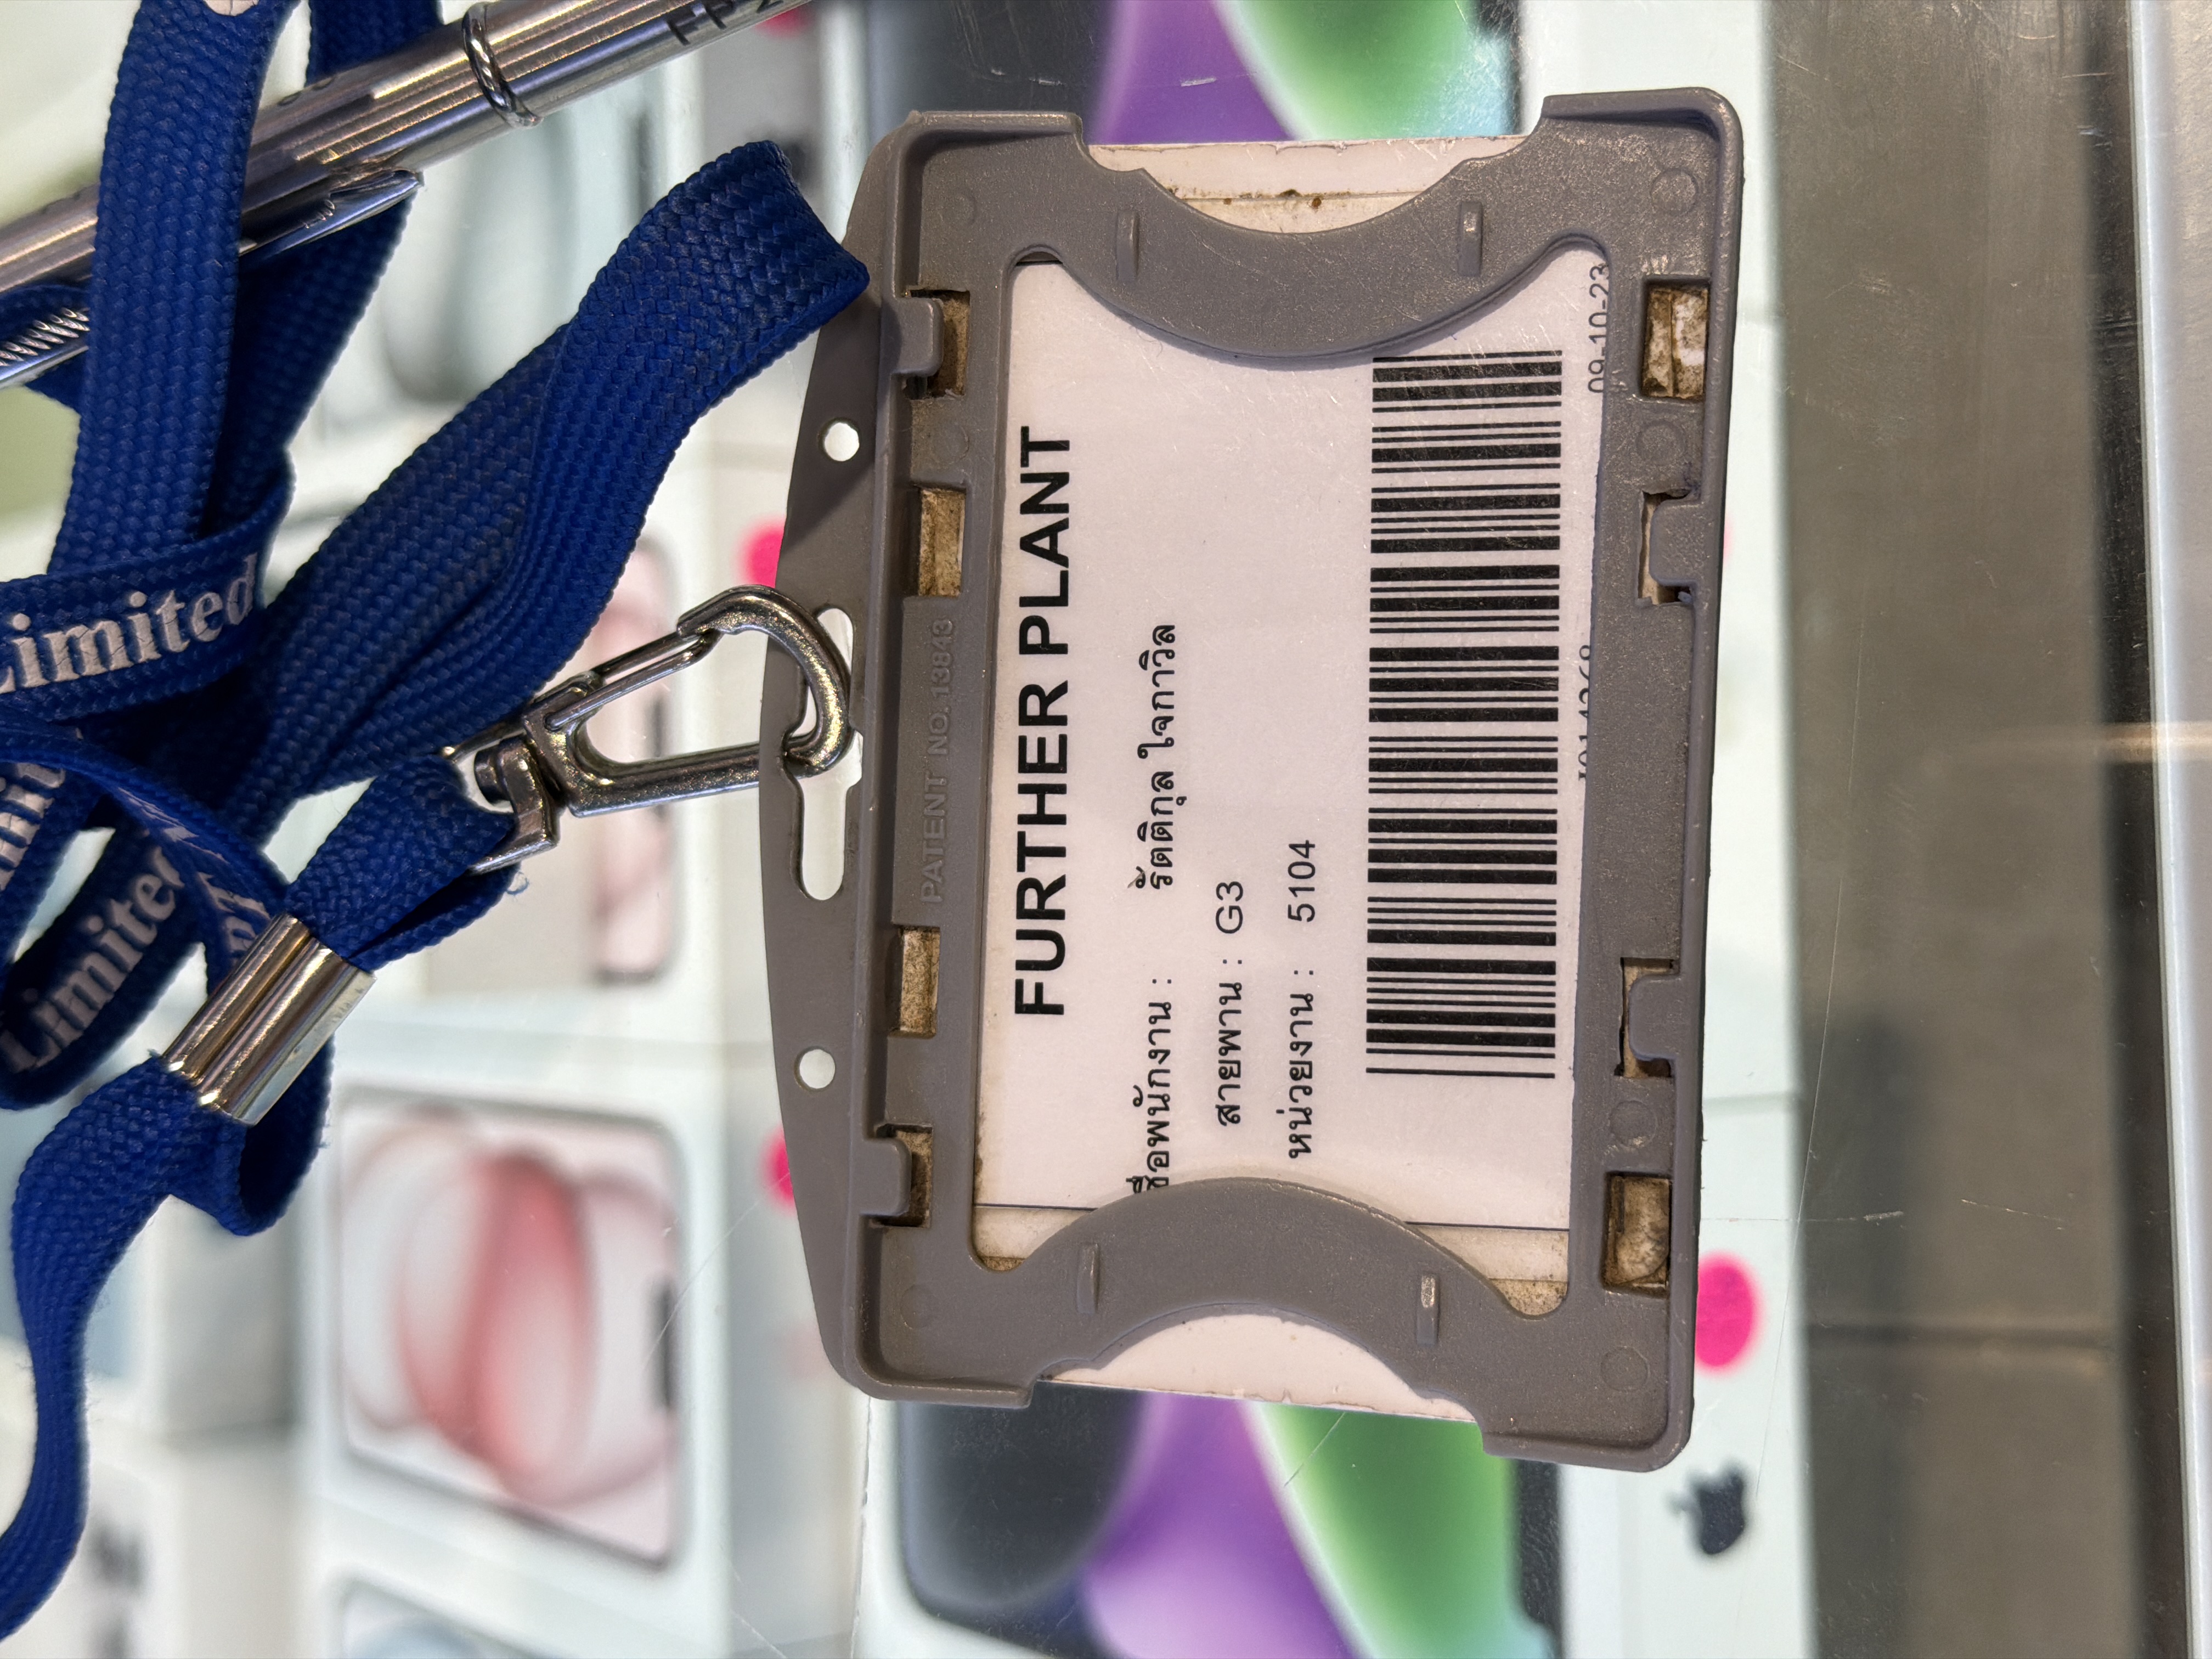 FURTHER PLANT
ชื่อพนักงาน : รัตติกุล ใจกาวิล
สายพาน : G3
หน่วยงาน : 5104
09-10-23
PATENT NO. 13843
Limited
Limited